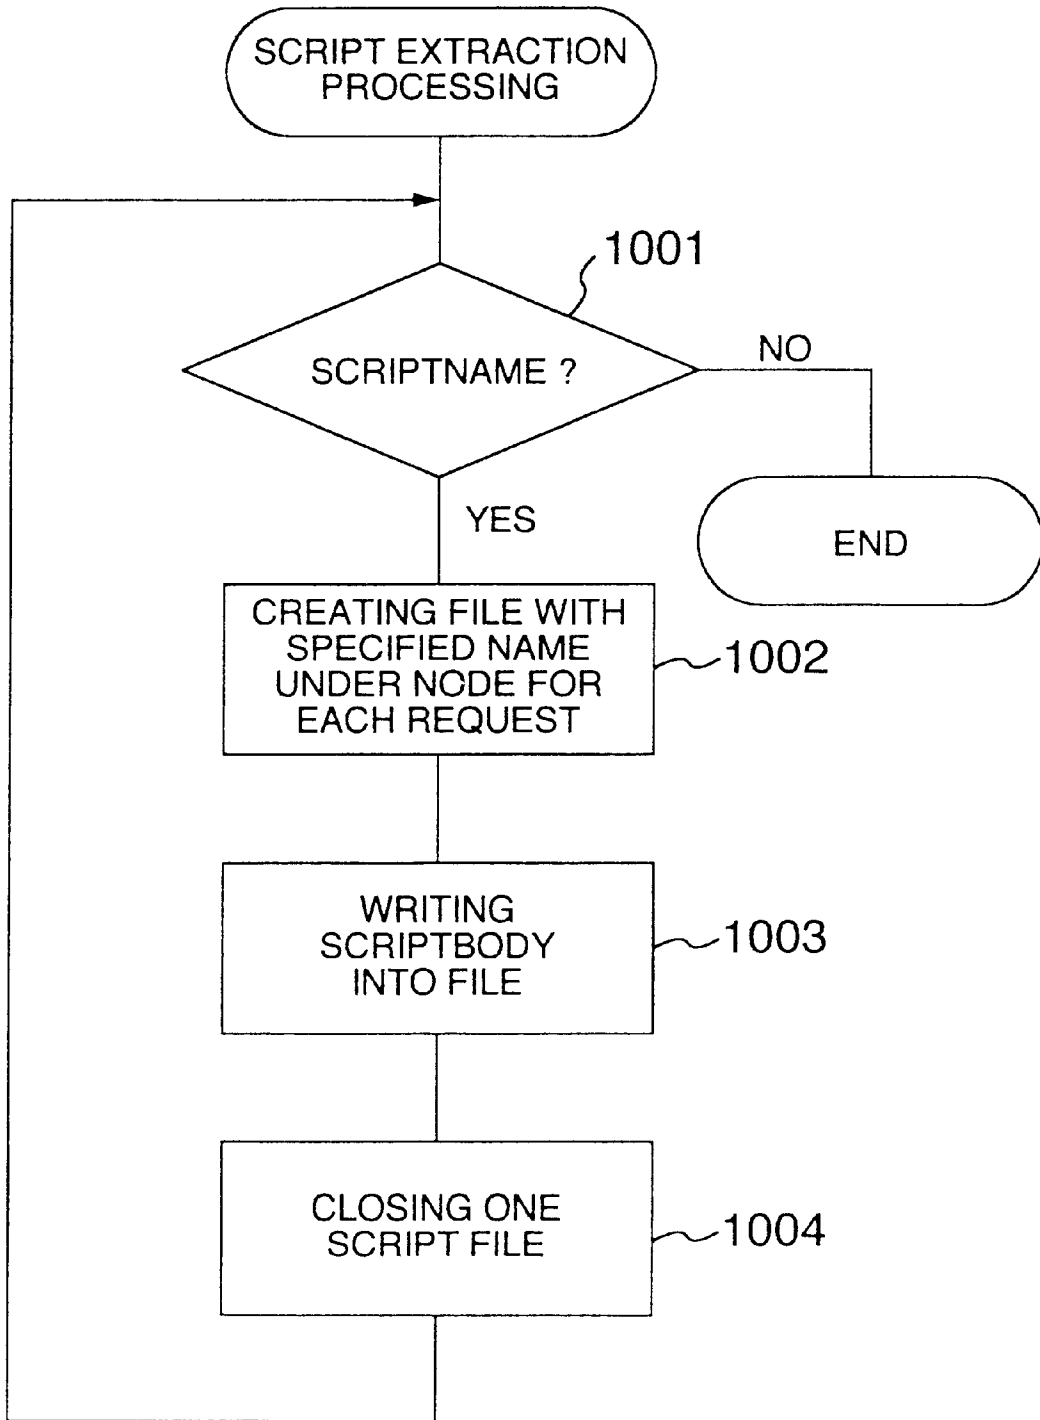 SCRIPT EXTRACTION
PROCESSING
1001
SCRIPTNAME ?
NO
YES
END
CREATING FILE WITH
SPECIFIED NAME
UNDER NODE FOR
EACH REQUEST
1002
WRITING
SCRIPTBODY
INTO FILE
1003
CLOSING ONE
SCRIPT FILE
1004